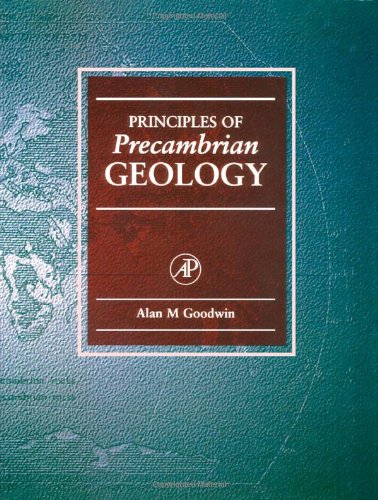 PRINCIPLES OF
Precambrian
GEOLOGY
AP
Alan M Goodwin